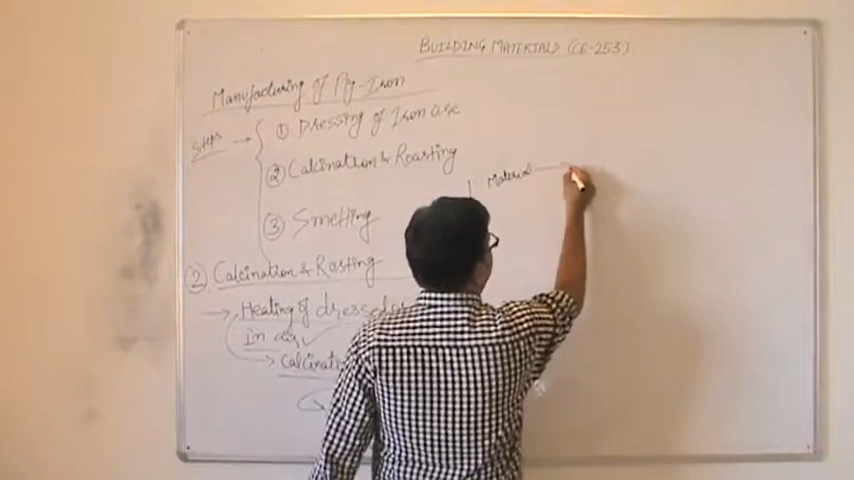 BUILDING MATERIALS (CE-253)
Manufacturing of Pig-Iron
Steps → ① Dressing of Iron ore
② Calcination & Roasting
③ Smelting
② Calcination & Rosting
→ Heating of dressed
in air ✓
→ Calcinati
Material